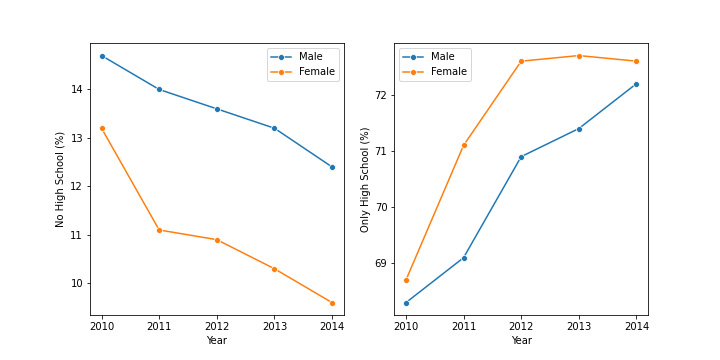 No High School (%)
14
13
12
11
10
Male
Female
2010 2011 2012 2013 2014
Year
Only High School (%)
72
71
70
69
Male
Female
2010 2011 2012 2013 2014
Year